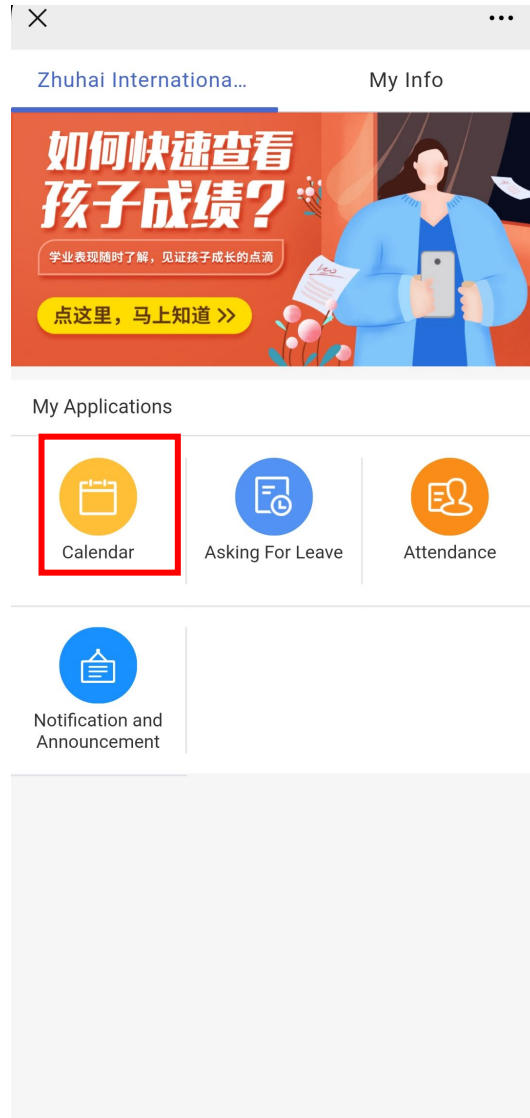 Zhuhai Internationa...
My Info
如何快速查看
孩子成绩?
学业表现随时了解，见证孩子成长的点滴
点这里，马上知道 >>
My Applications
Calendar
Asking For Leave
Attendance
Notification and
Announcement